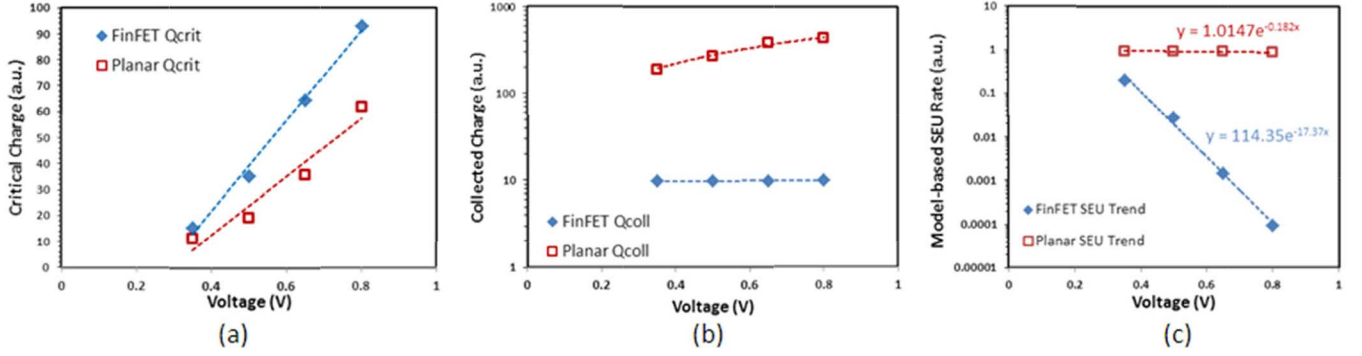 100
90
80
70
60
50
40
30
20
10
0
Critical Charge (a.u.)
FinFET Qcrit
Planar Qcrit
0 0.2 0.4 0.6 0.8 1
Voltage (V)
(a)
1000
100
10
1
Collected Charge (a.u.)
FinFET Qcoll
Planar Qcoll
0 0.2 0.4 0.6 0.8 1
Voltage (V)
(b)
10
1
0.1
0.01
0.001
0.0001
0.00001
Model-based SEU Rate (a.u.)
y = 1.0147e^-0.182x
y = 114.35e^-17.37x
FinFET SEU Trend
Planar SEU Trend
0 0.2 0.4 0.6 0.8 1
Voltage (V)
(c)